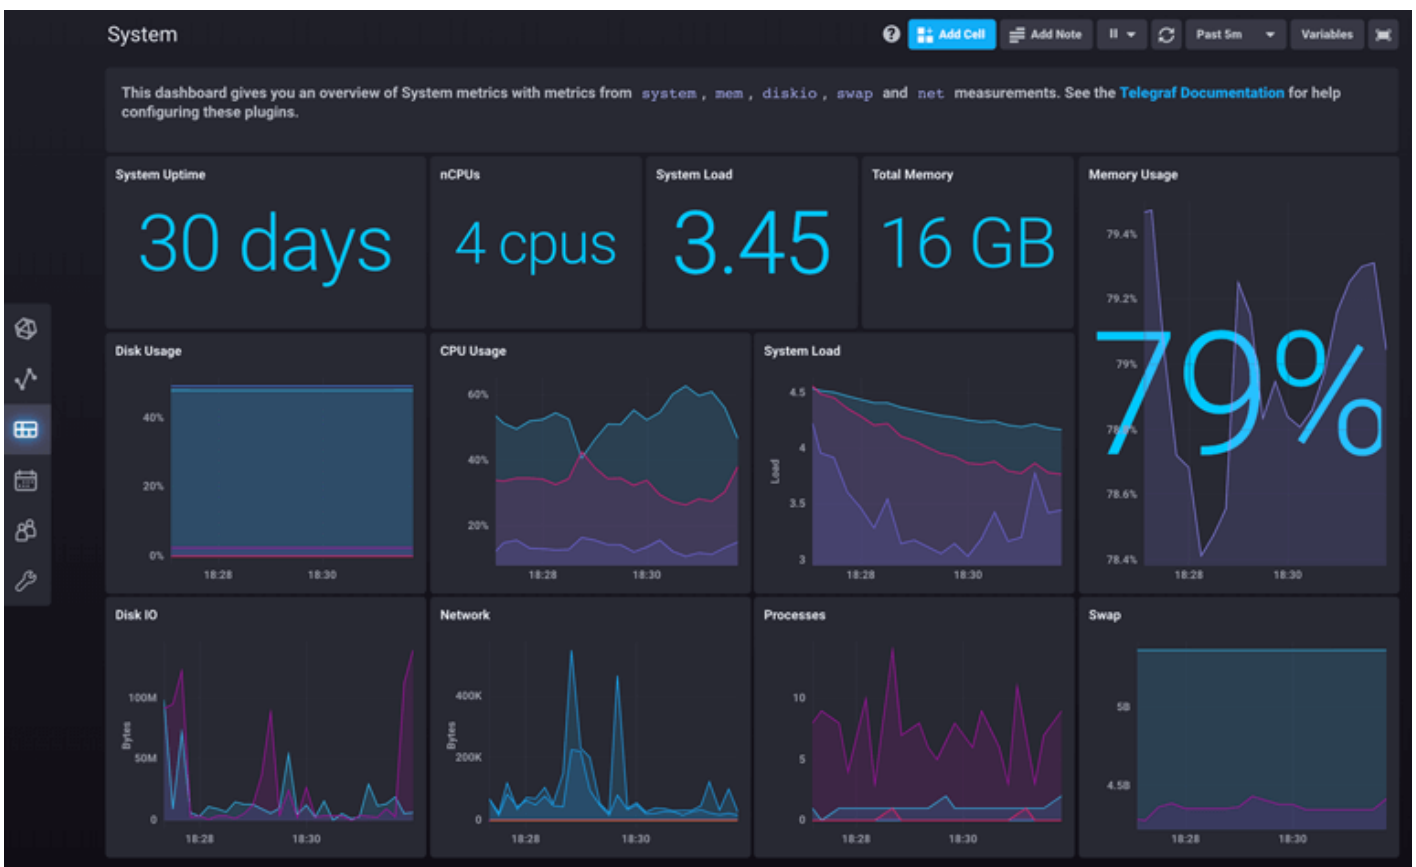 System
? Add Cell Add Note Past 5m Variables
This dashboard gives you an overview of System metrics with metrics from system, mem, diskio, swap and net measurements. See the Telegraf Documentation for help
configuring these plugins.
System Uptime
30 days
nCPUs
4 cpus
System Load
3.45
Total Memory
16 GB
Memory Usage
79.4%
79.2%
79%
78.6%
78.4%
18:28 18:30
79%
Disk Usage
40%
20%
0%
18:28 18:30
CPU Usage
60%
40%
20%
18:28 18:30
System Load
Load
4.5
4
3.5
3
18:28 18:30
Disk IO
Bytes
100M
50M
0
18:28 18:30
Network
Bytes
400K
200K
0
18:28 18:30
Processes
10
5
0
18:28 18:30
Swap
5B
4.5B
18:28 18:30